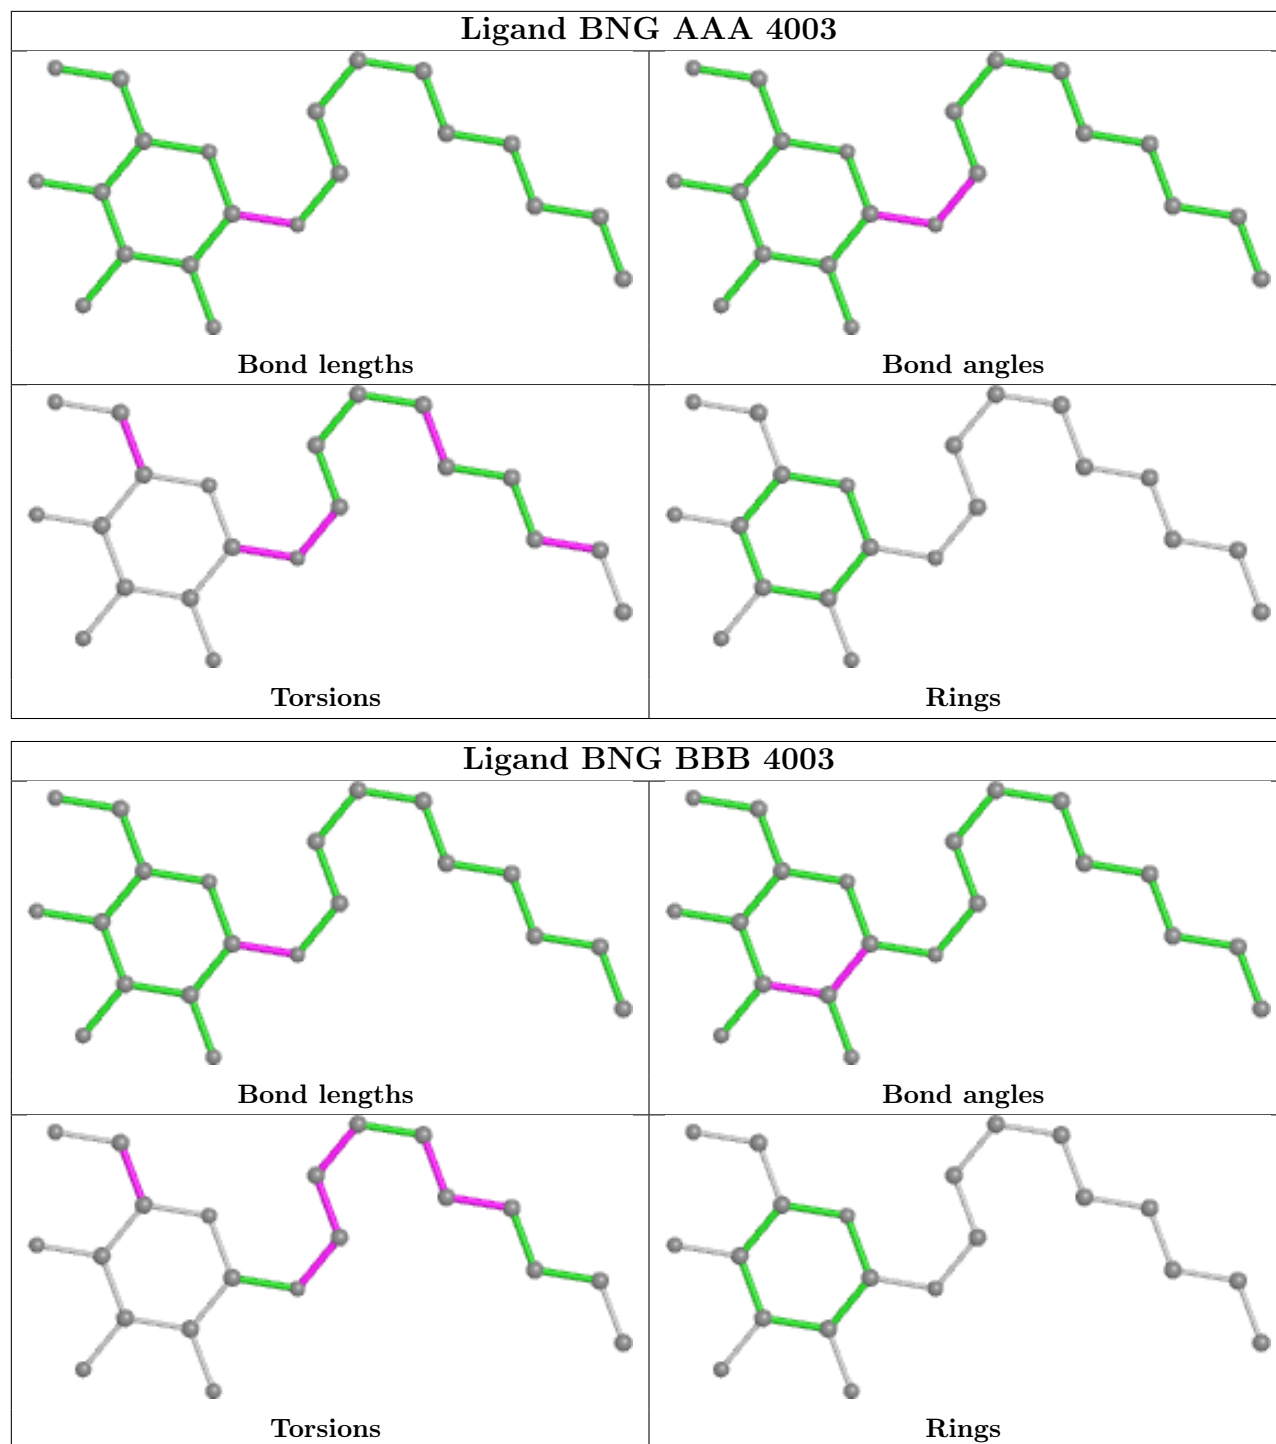 Ligand BNG AAA 4003
Bond lengths
Bond angles
Torsions
Rings
Ligand BNG BBB 4003
Bond lengths
Bond angles
Torsions
Rings